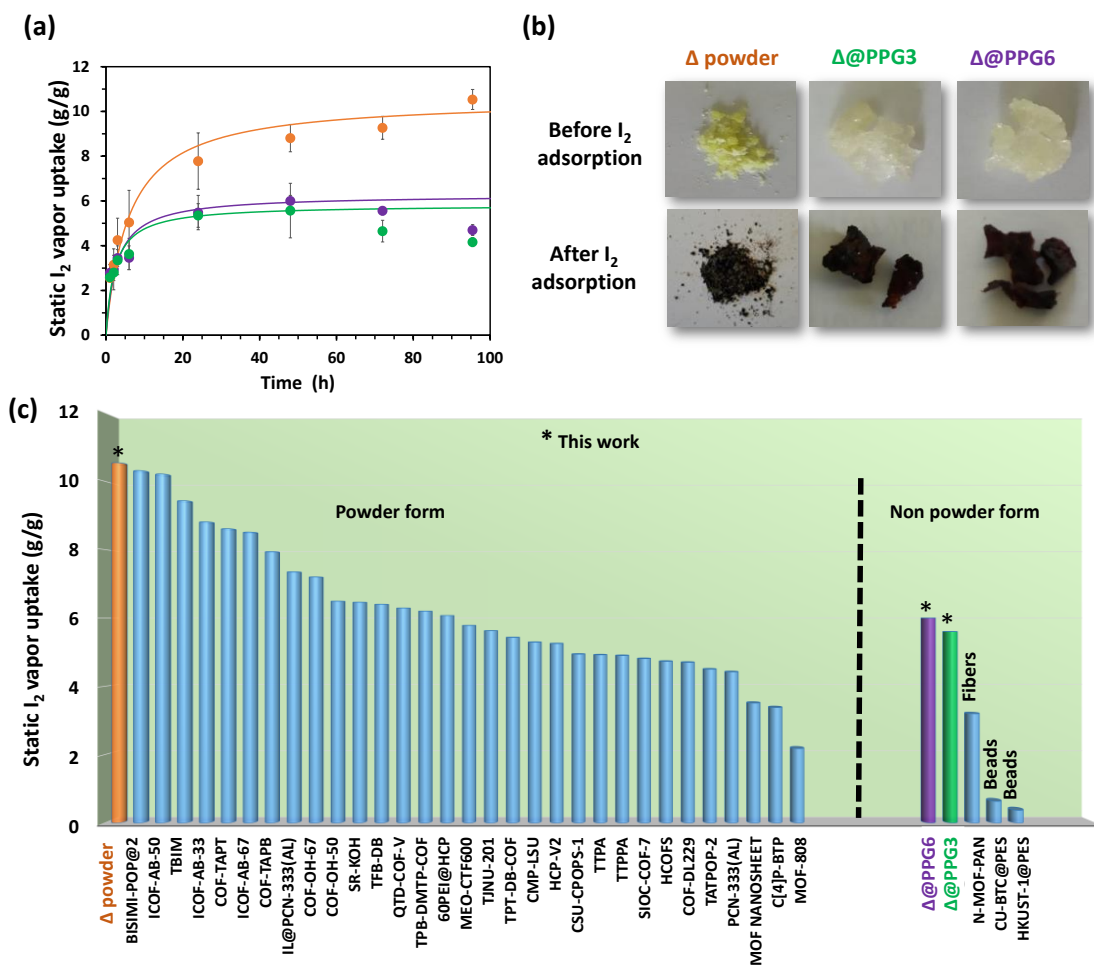 (a)
Static I2 vapor uptake (g/g)
12
10
8
6
4
2
0
0
20
40
60
80
100
Time (h)
(b)
Δ powder
Δ@PPG3
Δ@PPG6
Before I2
adsorption
After I2
adsorption
(c)
Static I2 vapor uptake (g/g)
12
10
8
6
4
2
0
* This work
Powder form
Non powder form
*
*
*
Fibers
Beads
Beads
Δ powder
BISIMI-POP@2
ICOF-AB-50
TBIM
ICOF-AB-33
COF-TAPT
ICOF-AB-67
COF-TAPB
IL@PCN-333(AL)
COF-OH-67
COF-OH-50
SR-KOH
TFB-DB
QTD-COF-V
TPB-DMTP-COF
60PEI@HCP
MEO-CTF600
TJNU-201
TPT-DB-COF
CMP-LSU
HCP-V2
CSU-CPOPS-1
TTPA
TTPPA
SIOC-COF-7
HCOFS
COF-DL229
TATPOP-2
PCN-333(AL)
MOF NANOSHEET
C[4]P-BTP
MOF-808
Δ@PPG6
Δ@PPG3
N-MOF-PAN
CU-BTC@PES
HKUST-1@PES